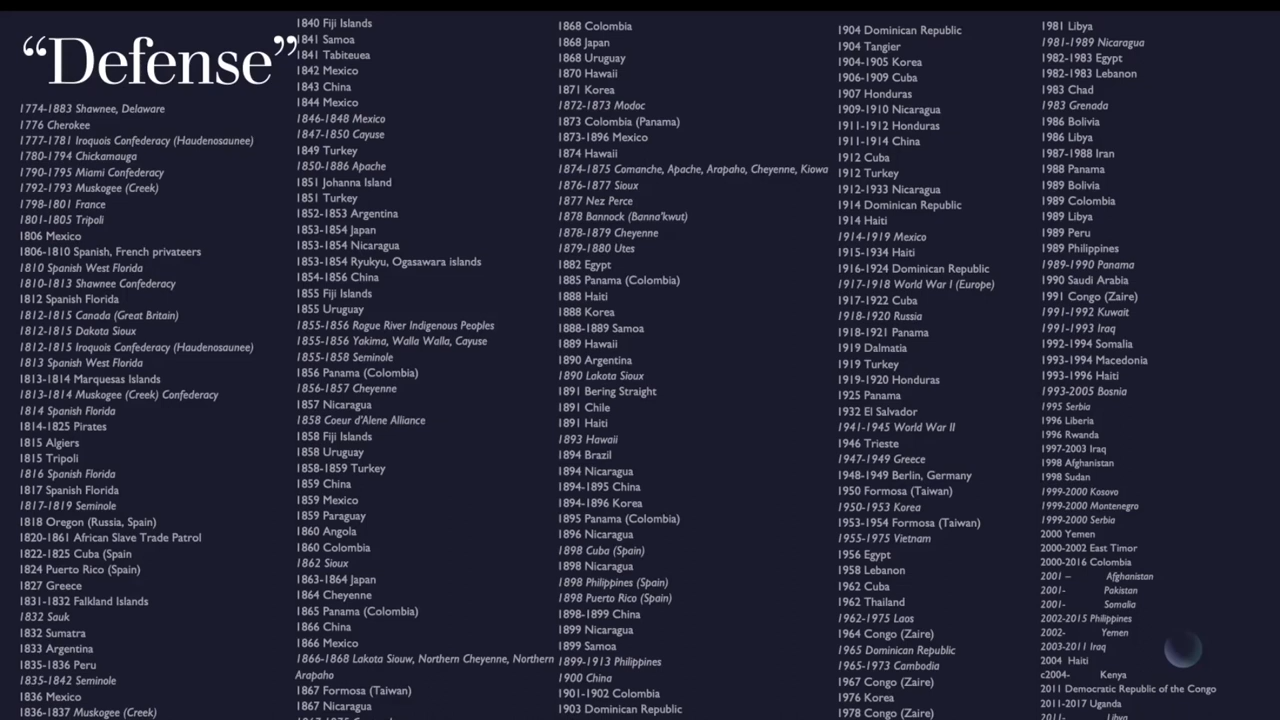 “Defense”
1774-1883 Shawnee, Delaware
1776 Cherokee
1777-1781 Iroquois Confederacy (Haudenosaunee)
1780-1794 Chickamauga
1790-1795 Miami Confederacy
1792-1793 Muskogee (Creek)
1798-1801 France
1801-1805 Tripoli
1806 Mexico
1806-1810 Spanish, French privateers
1810 Spanish West Florida
1810-1813 Shawnee Confederacy
1812 Spanish Florida
1812-1815 Canada (Great Britain)
1812-1815 Dakota Sioux
1812-1815 Iroquois Confederacy (Haudenosaunee)
1813 Spanish West Florida
1813-1814 Marquesas Islands
1813-1814 Muskogee (Creek) Confederacy
1814 Spanish Florida
1814-1825 Pirates
1815 Algiers
1815 Tripoli
1816 Spanish Florida
1817 Spanish Florida
1817-1819 Seminole
1818 Oregon (Russia, Spain)
1820-1861 African Slave Trade Patrol
1822-1825 Cuba (Spain
1824 Puerto Rico (Spain)
1827 Greece
1831-1832 Falkland Islands
1832 Sauk
1832 Sumatra
1833 Argentina
1835-1836 Peru
1835-1842 Seminole
1836 Mexico
1836-1837 Muskogee (Creek)
1840 Fiji Islands
1841 Samoa
1841 Tabiteuea
1842 Mexico
1843 China
1844 Mexico
1846-1848 Mexico
1847-1850 Cayuse
1849 Turkey
1850-1886 Apache
1851 Johanna Island
1851 Turkey
1852-1853 Argentina
1853-1854 Japan
1853-1854 Nicaragua
1853-1854 Ryukyu, Ogasawara islands
1854-1856 China
1855 Fiji Islands
1855 Uruguay
1855-1856 Rogue River Indigenous Peoples
1855-1856 Yakima, Walla Walla, Cayuse
1855-1858 Seminole
1856 Panama (Colombia)
1856-1857 Cheyenne
1857 Nicaragua
1858 Coeur d’Alene Alliance
1858 Fiji Islands
1858 Uruguay
1858-1859 Turkey
1859 China
1859 Mexico
1859 Paraguay
1860 Angola
1860 Colombia
1862 Sioux
1863-1864 Japan
1864 Cheyenne
1865 Panama (Colombia)
1866 China
1866 Mexico
1866-1868 Lakota Siouw, Northern Cheyenne, Northern
Arapaho
1867 Formosa (Taiwan)
1867 Nicaragua
1868 Colombia
1868 Japan
1868 Uruguay
1870 Hawaii
1871 Korea
1872-1873 Modoc
1873 Colombia (Panama)
1873-1896 Mexico
1874 Hawaii
1874-1875 Comanche, Apache, Arapaho, Cheyenne, Kiowa
1876-1877 Sioux
1877 Nez Perce
1878 Bannock (Banna’kwut)
1878-1879 Cheyenne
1879-1880 Utes
1882 Egypt
1885 Panama (Colombia)
1888 Haiti
1888 Korea
1888-1889 Samoa
1889 Hawaii
1890 Argentina
1890 Lakota Sioux
1891 Bering Straight
1891 Chile
1891 Haiti
1893 Hawaii
1894 Brazil
1894 Nicaragua
1894-1895 China
1894-1896 Korea
1895 Panama (Colombia)
1896 Nicaragua
1898 Cuba (Spain)
1898 Nicaragua
1898 Philippines (Spain)
1898 Puerto Rico (Spain)
1898-1899 China
1899 Nicaragua
1899 Samoa
1899-1913 Philippines
1900 China
1901-1902 Colombia
1903 Dominican Republic
1904 Dominican Republic
1904 Tangier
1904-1905 Korea
1906-1909 Cuba
1907 Honduras
1909-1910 Nicaragua
1911-1912 Honduras
1911-1914 China
1912 Cuba
1912 Turkey
1912-1933 Nicaragua
1914 Dominican Republic
1914 Haiti
1914-1919 Mexico
1915-1934 Haiti
1916-1924 Dominican Republic
1917-1918 World War I (Europe)
1917-1922 Cuba
1918-1920 Russia
1918-1921 Panama
1919 Dalmatia
1919 Turkey
1919-1920 Honduras
1925 Panama
1932 El Salvador
1941-1945 World War II
1946 Trieste
1947-1949 Greece
1948-1949 Berlin, Germany
1950 Formosa (Taiwan)
1950-1953 Korea
1953-1954 Formosa (Taiwan)
1955-1975 Vietnam
1956 Egypt
1958 Lebanon
1962 Cuba
1962 Thailand
1962-1975 Laos
1964 Congo (Zaire)
1965 Dominican Republic
1965-1973 Cambodia
1967 Congo (Zaire)
1976 Korea
1978 Congo (Zaire)
1981 Libya
1981-1989 Nicaragua
1982-1983 Egypt
1982-1983 Lebanon
1983 Chad
1983 Grenada
1986 Bolivia
1986 Libya
1987-1988 Iran
1988 Panama
1989 Bolivia
1989 Colombia
1989 Libya
1989 Peru
1989 Philippines
1989-1990 Panama
1990 Saudi Arabia
1991 Congo (Zaire)
1991-1992 Kuwait
1991-1993 Iraq
1992-1994 Somalia
1993-1994 Macedonia
1993-1996 Haiti
1993-2005 Bosnia
1995 Serbia
1996 Liberia
1996 Rwanda
1997-2003 Iraq
1998 Afghanistan
1998 Sudan
1999-2000 Kosovo
1999-2000 Montenegro
1999-2000 Serbia
2000 Yemen
2000-2002 East Timor
2000-2016 Colombia
2001 – Afghanistan
2001- Pakistan
2001- Somalia
2002-2015 Philippines
2002- Yemen
2003-2011 Iraq
2004 Haiti
c2004- Kenya
2011 Democratic Republic of the Congo
2011-2017 Uganda
2011- Libya